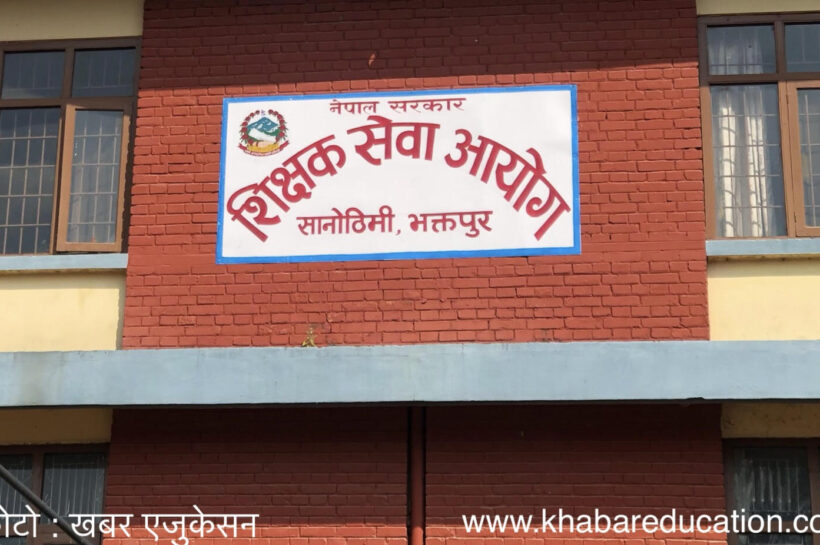 नेपाल सरकार
शिक्षक सेवा आयोग
सानोठिमी, भक्तपुर
: खबर एजुकेसन
www.khabareducation.co